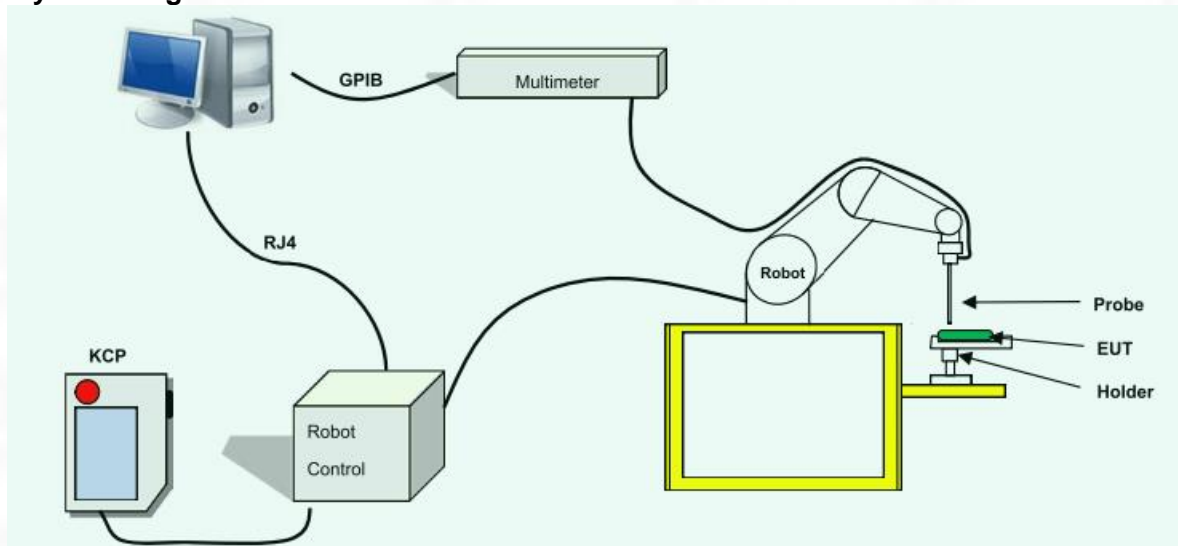 GPIB
Multimeter
RJ4
Robot
Probe
EUT
Holder
KCP
Robot
Control